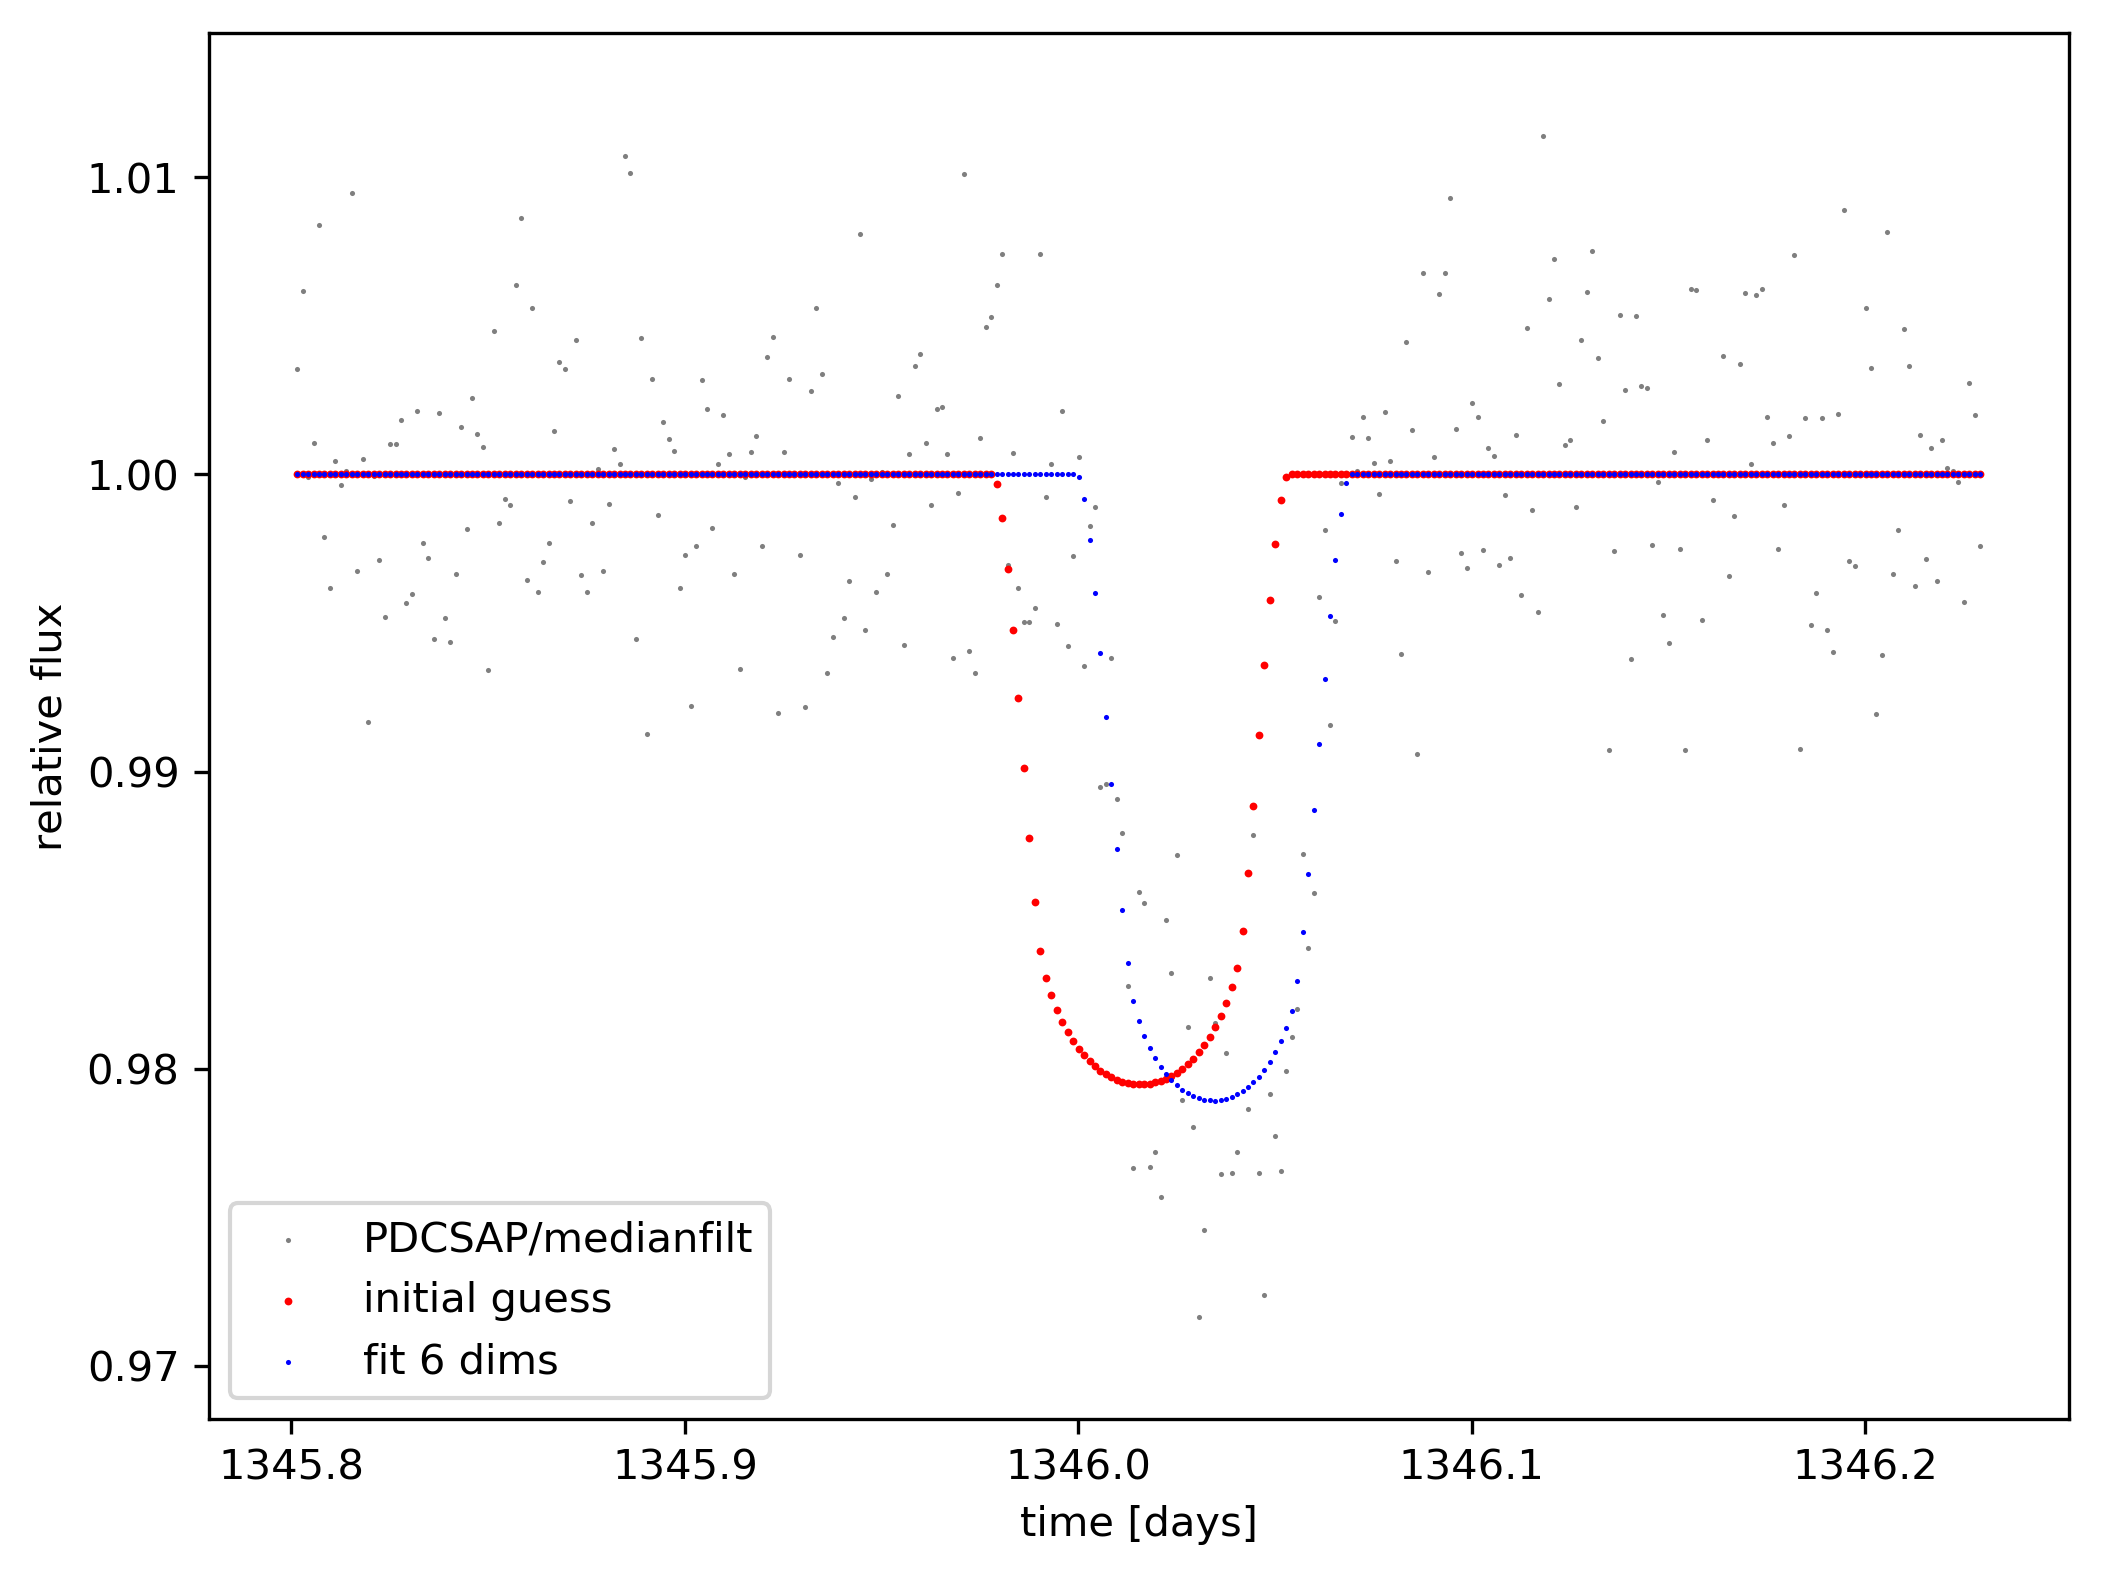 1.01
1.00
0.99
0.98
0.97
relative flux
PDCSAP/medianfilt
initial guess
fit 6 dims
1345.8
1345.9
1346.0
1346.1
1346.2
time [days]